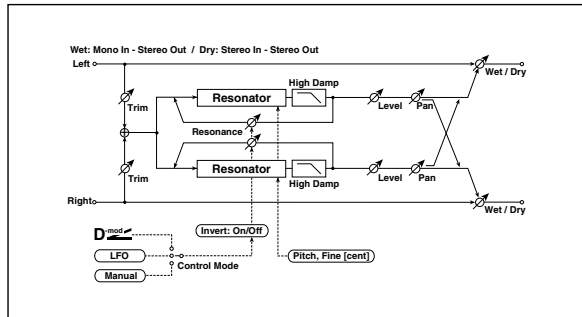 Wet: Mono In - Stereo Out / Dry: Stereo In - Stereo Out
Left
Wet / Dry
High Damp
Resonator
Trim
Level
Pan
Resonance
Resonator
Trim
High Damp
Level
Pan
Right
Wet / Dry
D-mod
Invert: On/Off
LFO
Control Mode
Pitch, Fine [cent]
Manual